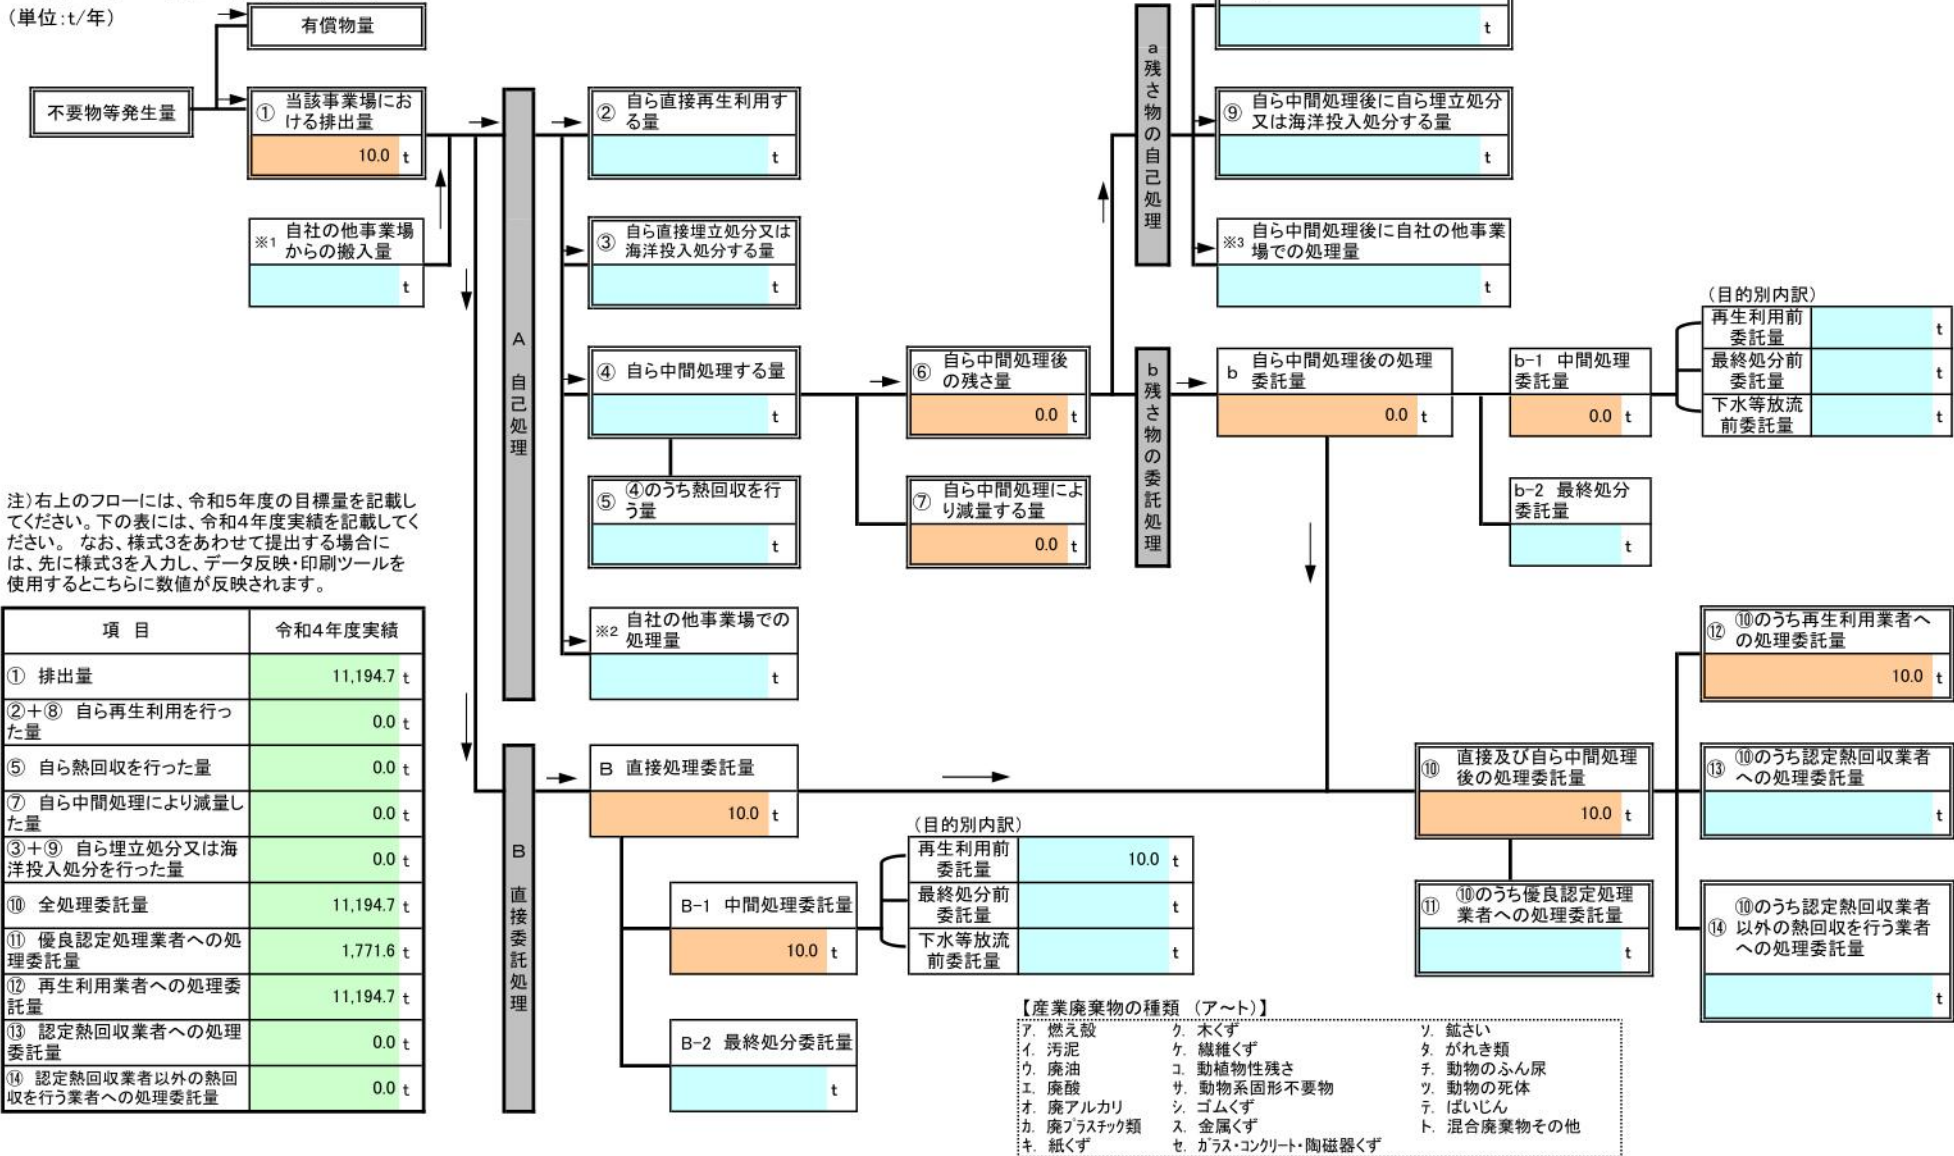 (単位:t/年)
有償物量
不要物等発生量
① 当該事業場にお
ける排出量
10.0 t
※1 自社の他事業場
からの搬入量
t
A 自己処理
② 自ら直接再生利用す
る量
t
③ 自ら直接埋立処分又は
海洋投入処分する量
t
④ 自ら中間処理する量
t
⑤ ④のうち熱回収を行
う量
t
※2 自社の他事業場での
処理量
t
⑥ 自ら中間処理後
の残さ量
0.0 t
⑦ 自ら中間処理によ
り減量する量
0.0 t
a 残さ物の自己処理
t
⑨ 自ら中間処理後に自ら埋立処分
又は海洋投入処分する量
t
※3 自ら中間処理後に自社の他事業
場での処理量
t
b 残さ物の委託処理
b 自ら中間処理後の処理
委託量
0.0 t
b-1 中間処理
委託量
0.0 t
b-2 最終処分
委託量
t
(目的別内訳)
再生利用前
委託量
t
最終処分前
委託量
t
下水等放流
前委託量
t
注)右上のフローには、令和5年度の目標量を記載し
てください。下の表には、令和4年度実績を記載してく
ださい。 なお、様式3をあわせて提出する場合に
は、先に様式3を入力し、データ反映・印刷ツールを
使用するとこちらに数値が反映されます。
項 目 令和4年度実績
① 排出量 11,194.7 t
②+⑧ 自ら再生利用を行っ
た量 0.0 t
⑤ 自ら熱回収を行った量 0.0 t
⑦ 自ら中間処理により減量し
た量 0.0 t
③+⑨ 自ら埋立処分又は海
洋投入処分を行った量 0.0 t
⑩ 全処理委託量 11,194.7 t
⑪ 優良認定処理業者への処
理委託量 1,771.6 t
⑫ 再生利用業者への処理委
託量 11,194.7 t
⑬ 認定熱回収業者への処理
委託量 0.0 t
⑭ 認定熱回収業者以外の熱回
収を行う業者への処理委託量 0.0 t
B 直接委託処理
B 直接処理委託量
10.0 t
B-1 中間処理委託量
10.0 t
B-2 最終処分委託量
t
(目的別内訳)
再生利用前
委託量
10.0 t
最終処分前
委託量
t
下水等放流
前委託量
t
⑩ 直接及び自ら中間処理
後の処理委託量
10.0 t
⑪ ⑩のうち優良認定処理
業者への処理委託量
t
⑫ ⑩のうち再生利用業者へ
の処理委託量
10.0 t
⑬ ⑩のうち認定熱回収業者
への処理委託量
t
⑭ ⑩のうち認定熱回収業者
以外の熱回収を行う業者
への処理委託量
t
【産業廃棄物の種類 (ア~ト)】
ア. 燃え殻 ク. 木くず ソ. 鉱さい
イ. 汚泥 ケ. 繊維くず タ. がれき類
ウ. 廃油 コ. 動植物性残さ チ. 動物のふん尿
エ. 廃酸 サ. 動物系固形不要物 ツ. 動物の死体
オ. 廃アルカリ シ. ゴムくず テ. ばいじん
カ. 廃プラスチック類 ス. 金属くず ト. 混合廃棄物その他
キ. 紙くず セ. ガラス・コンクリート・陶磁器くず